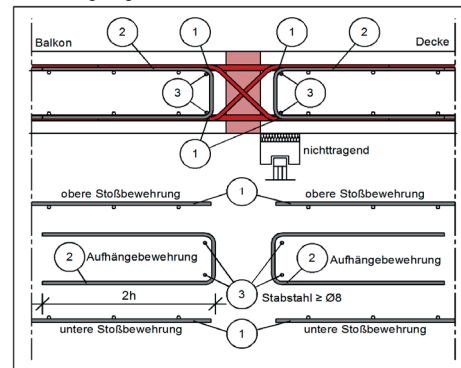 2 1 1 2
Balkon Decke
3 3
1
nichttragend
obere Stoßbewehrung 1 obere Stoßbewehrung
2 Aufhängebewehrung 2 Aufhängebewehrung
3 Stabstahl ≥ Ø8
2h
untere Stoßbewehrung 1 untere Stoßbewehrung